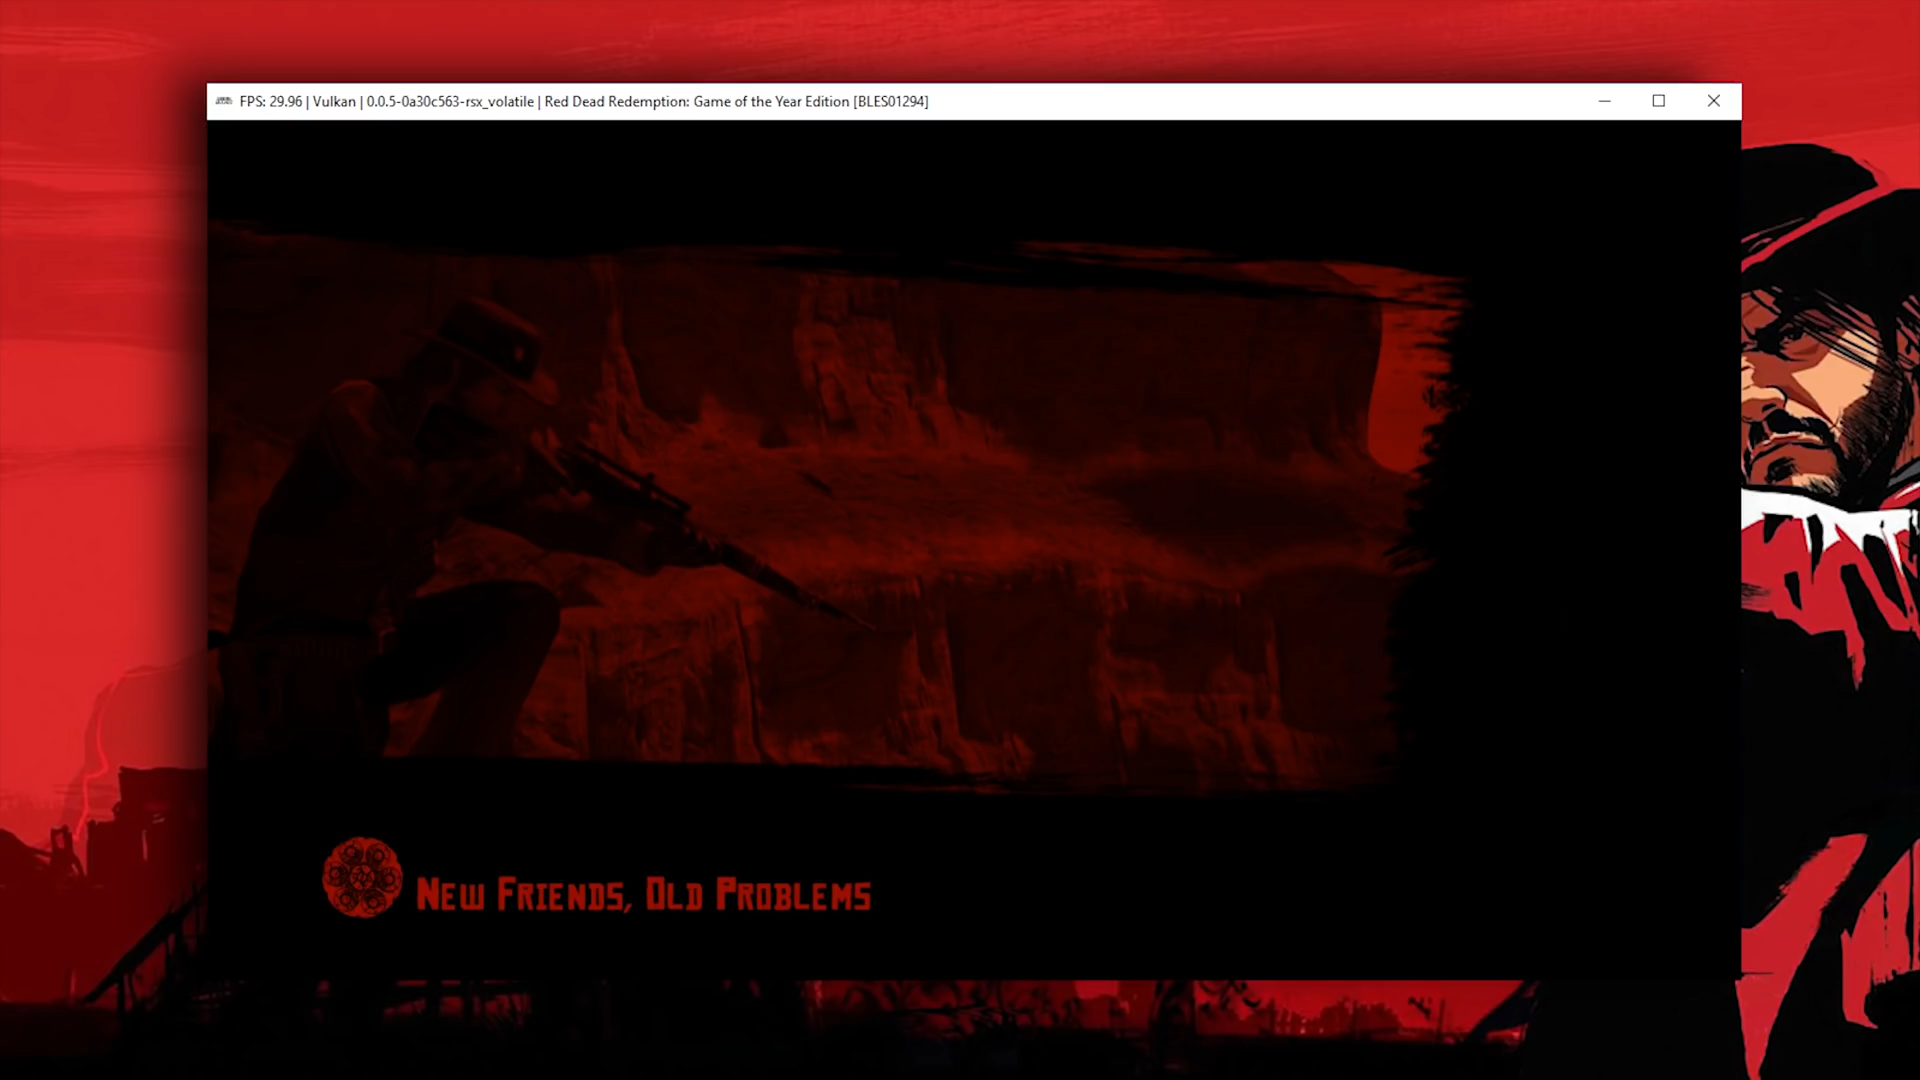 FPS: 29.96 | Vulkan | 0.0.5-0a30c563-rsx_volatile | Red Dead Redemption: Game of the Year Edition [BLES01294]
New Friends, Old Problems